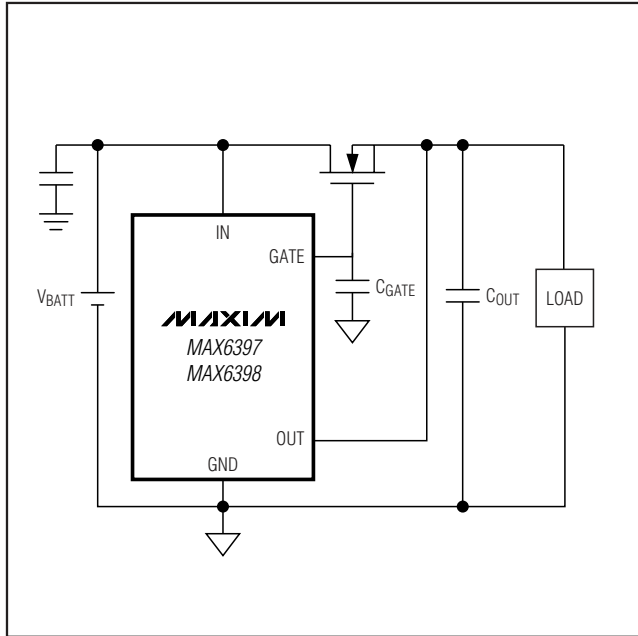 IN
GATE
V_BATT
C_GATE
C_OUT
LOAD
MAXIM
MAX6397
MAX6398
OUT
GND